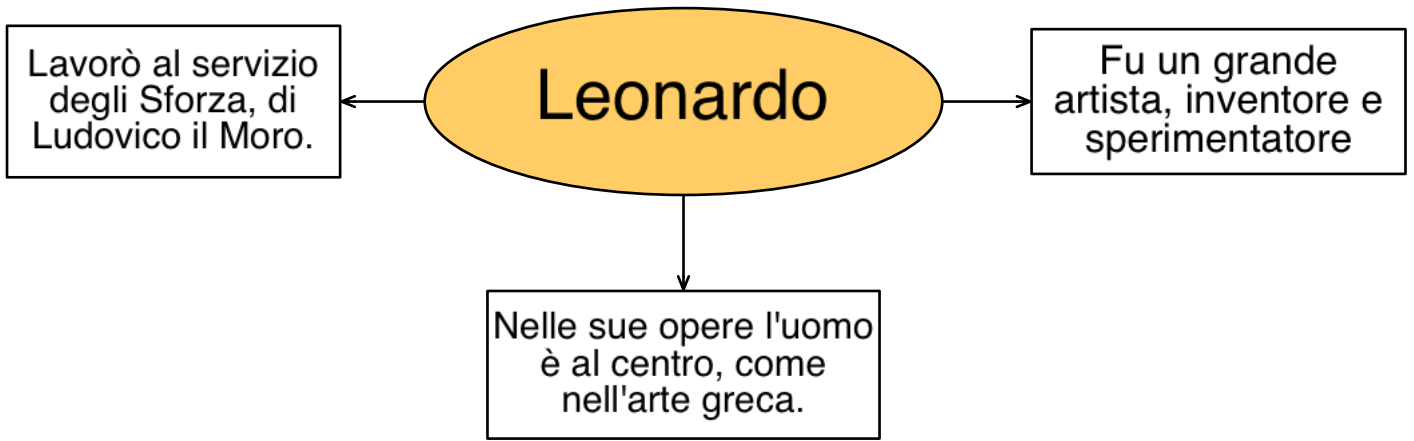 Lavorò al servizio
degli Sforza, di
Ludovico il Moro.
Leonardo
Fu un grande
artista, inventore e
sperimentatore
Nelle sue opere l'uomo
è al centro, come
nell'arte greca.